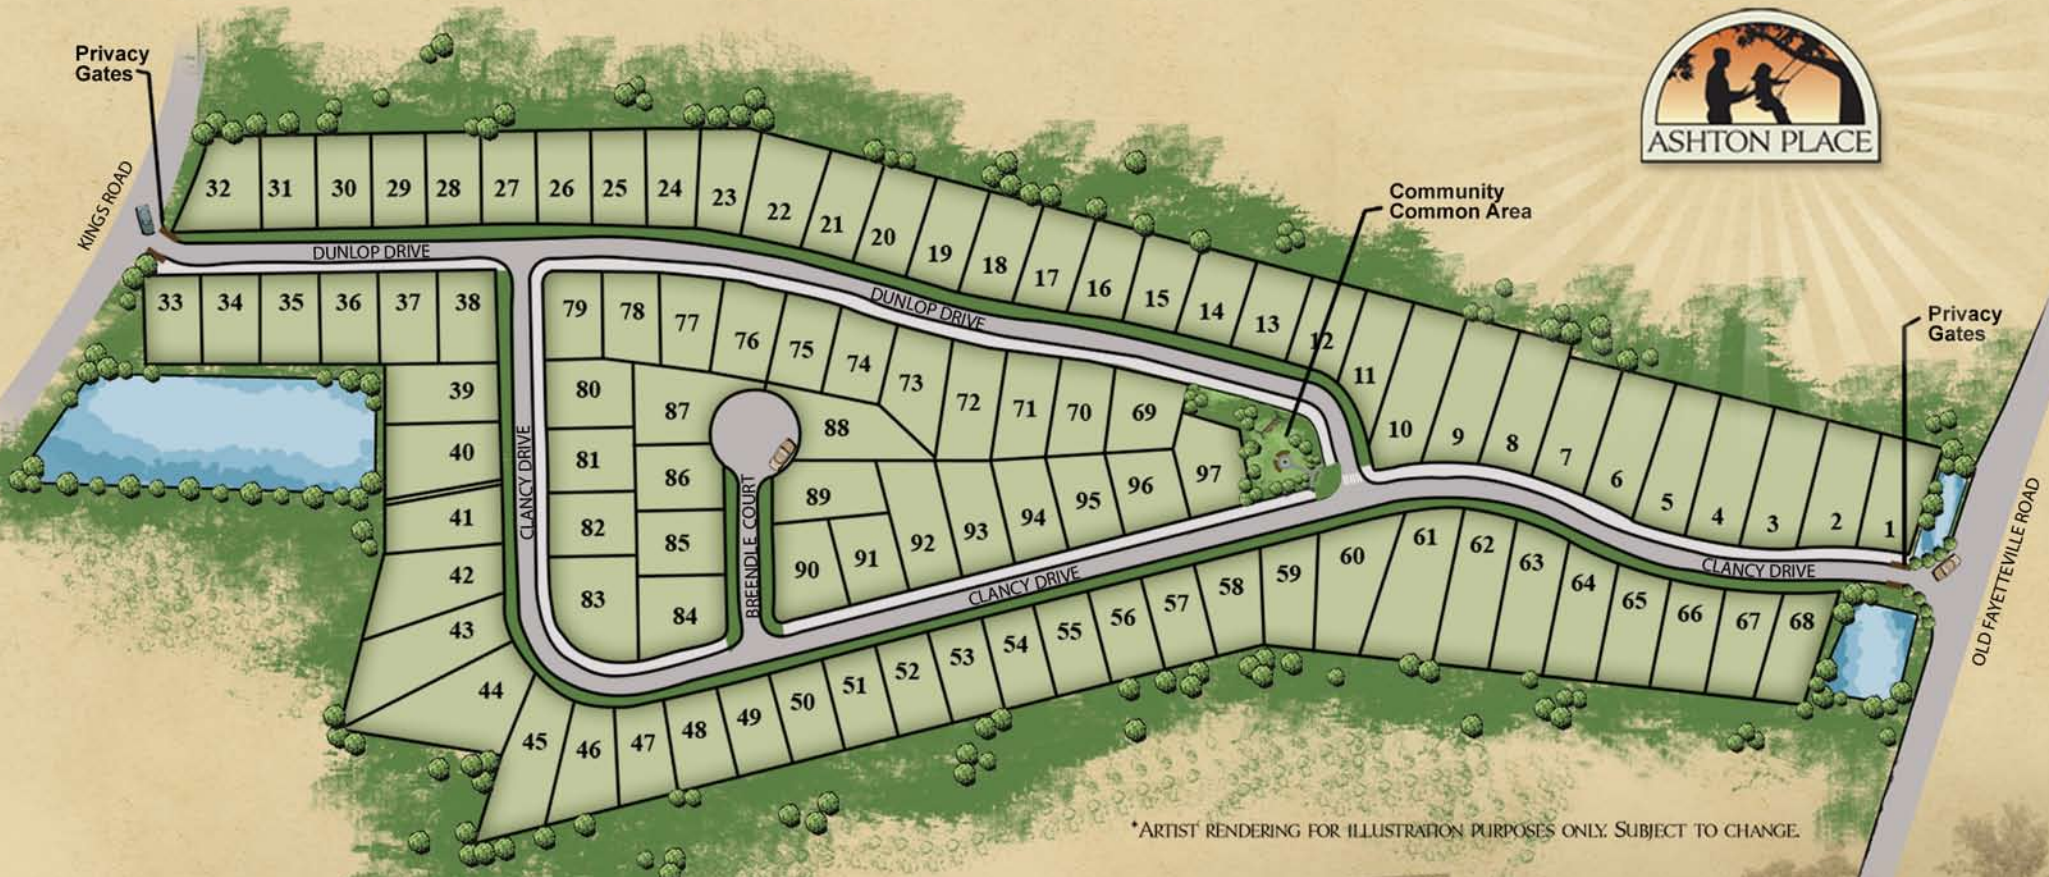 Privacy
Gates
ASHTON PLACE
Community
Common Area
Privacy
Gates
KINGS ROAD
32 31 30 29 28 27 26 25 24 23 22 21 20 19 18 17 16 15 14 13 12 11 10 9 8 7 6 5 4 3 2 1
DUNLOP DRIVE
DUNLOP DRIVE
33 34 35 36 37 38
39
40
41
42
43
44
CLANCY DRIVE
79 78 77 76 75 74 73 72 71 70 69
80
81
82
83
87
86
85
84
BRENDLE COURT
88
89
90 91 92 93 94 95 96 97
CLANCY DRIVE
45 46 47 48 49 50 51 52 53 54 55 56 57 58 59 60 61 62 63 64 65 66 67 68
CLANCY DRIVE
OLD FAYETTEVILLE ROAD
*ARTIST RENDERING FOR ILLUSTRATION PURPOSES ONLY. SUBJECT TO CHANGE.